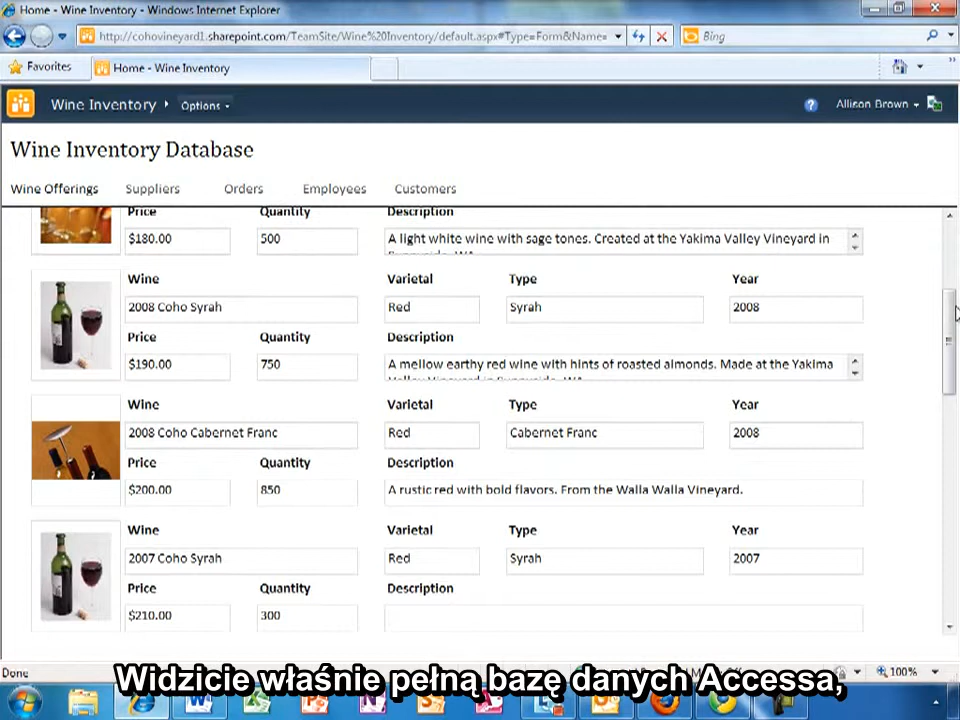 Home - Wine Inventory - Windows Internet Explorer
http://cohovineyard1.sharepoint.com/TeamSite/Wine%20Inventory/default.aspx#Type=Form&Name=
Bing
Favorites
Home - Wine Inventory
Wine Inventory
Options
Allison Brown
Wine Inventory Database
Wine Offerings Suppliers Orders Employees Customers
Price Quantity Description
$180.00 500 A light white wine with sage tones. Created at the Yakima Valley Vineyard in
Wine Varietal Type Year
2008 Coho Syrah Red Syrah 2008
Price Quantity Description
$190.00 750 A mellow earthy red wine with hints of roasted almonds. Made at the Yakima
Valley Vineyard in Sunnyside, WA.
Wine Varietal Type Year
2008 Coho Cabernet Franc Red Cabernet Franc 2008
Price Quantity Description
$200.00 850 A rustic red with bold flavors. From the Walla Walla Vineyard.
Wine Varietal Type Year
2007 Coho Syrah Red Syrah 2007
Price Quantity Description
$210.00 300
Done
100%
Widzicie właśnie pełną bazę danych Accessa,